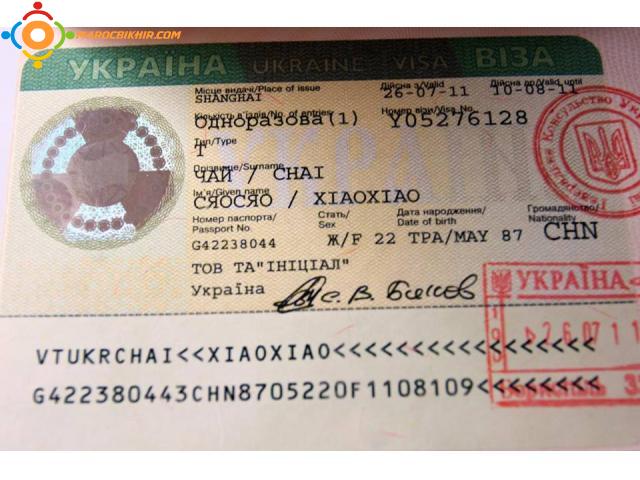 MAROCBIKHIR.COM
УКРАЇНА UKRAINE VISA ВІЗА
Місце видачі/Place of issue Дійсна з/Valid Дійсна до/Valid until
SHANGHAI 26-07-11 10-08-11
Кількість в'їздів/No of entries Номер візи/Visa No.
Одноразова(1) Y05276128
Тип/Type
T
Прізвище/Surname
ЧАЙ / CHAI
Ім'я/Given name
СЯОСЯО / XIAOXIAO
Номер паспорта/ Стать/ Дата народження/ Громадянство/
Passport No. Sex Date of birth Nationality
G42238044 Ж/F 22 ТРА/MAY 87 CHN
ТОВ ТА"ІНІЦІАЛ"
Україна
УКРАЇНА
26 07 11
VTUKRCHAI<<XIAOXIAO<<<<<<<<<<<<<<<<<
G422380443CHN8705220F1108109<<<<<<<<